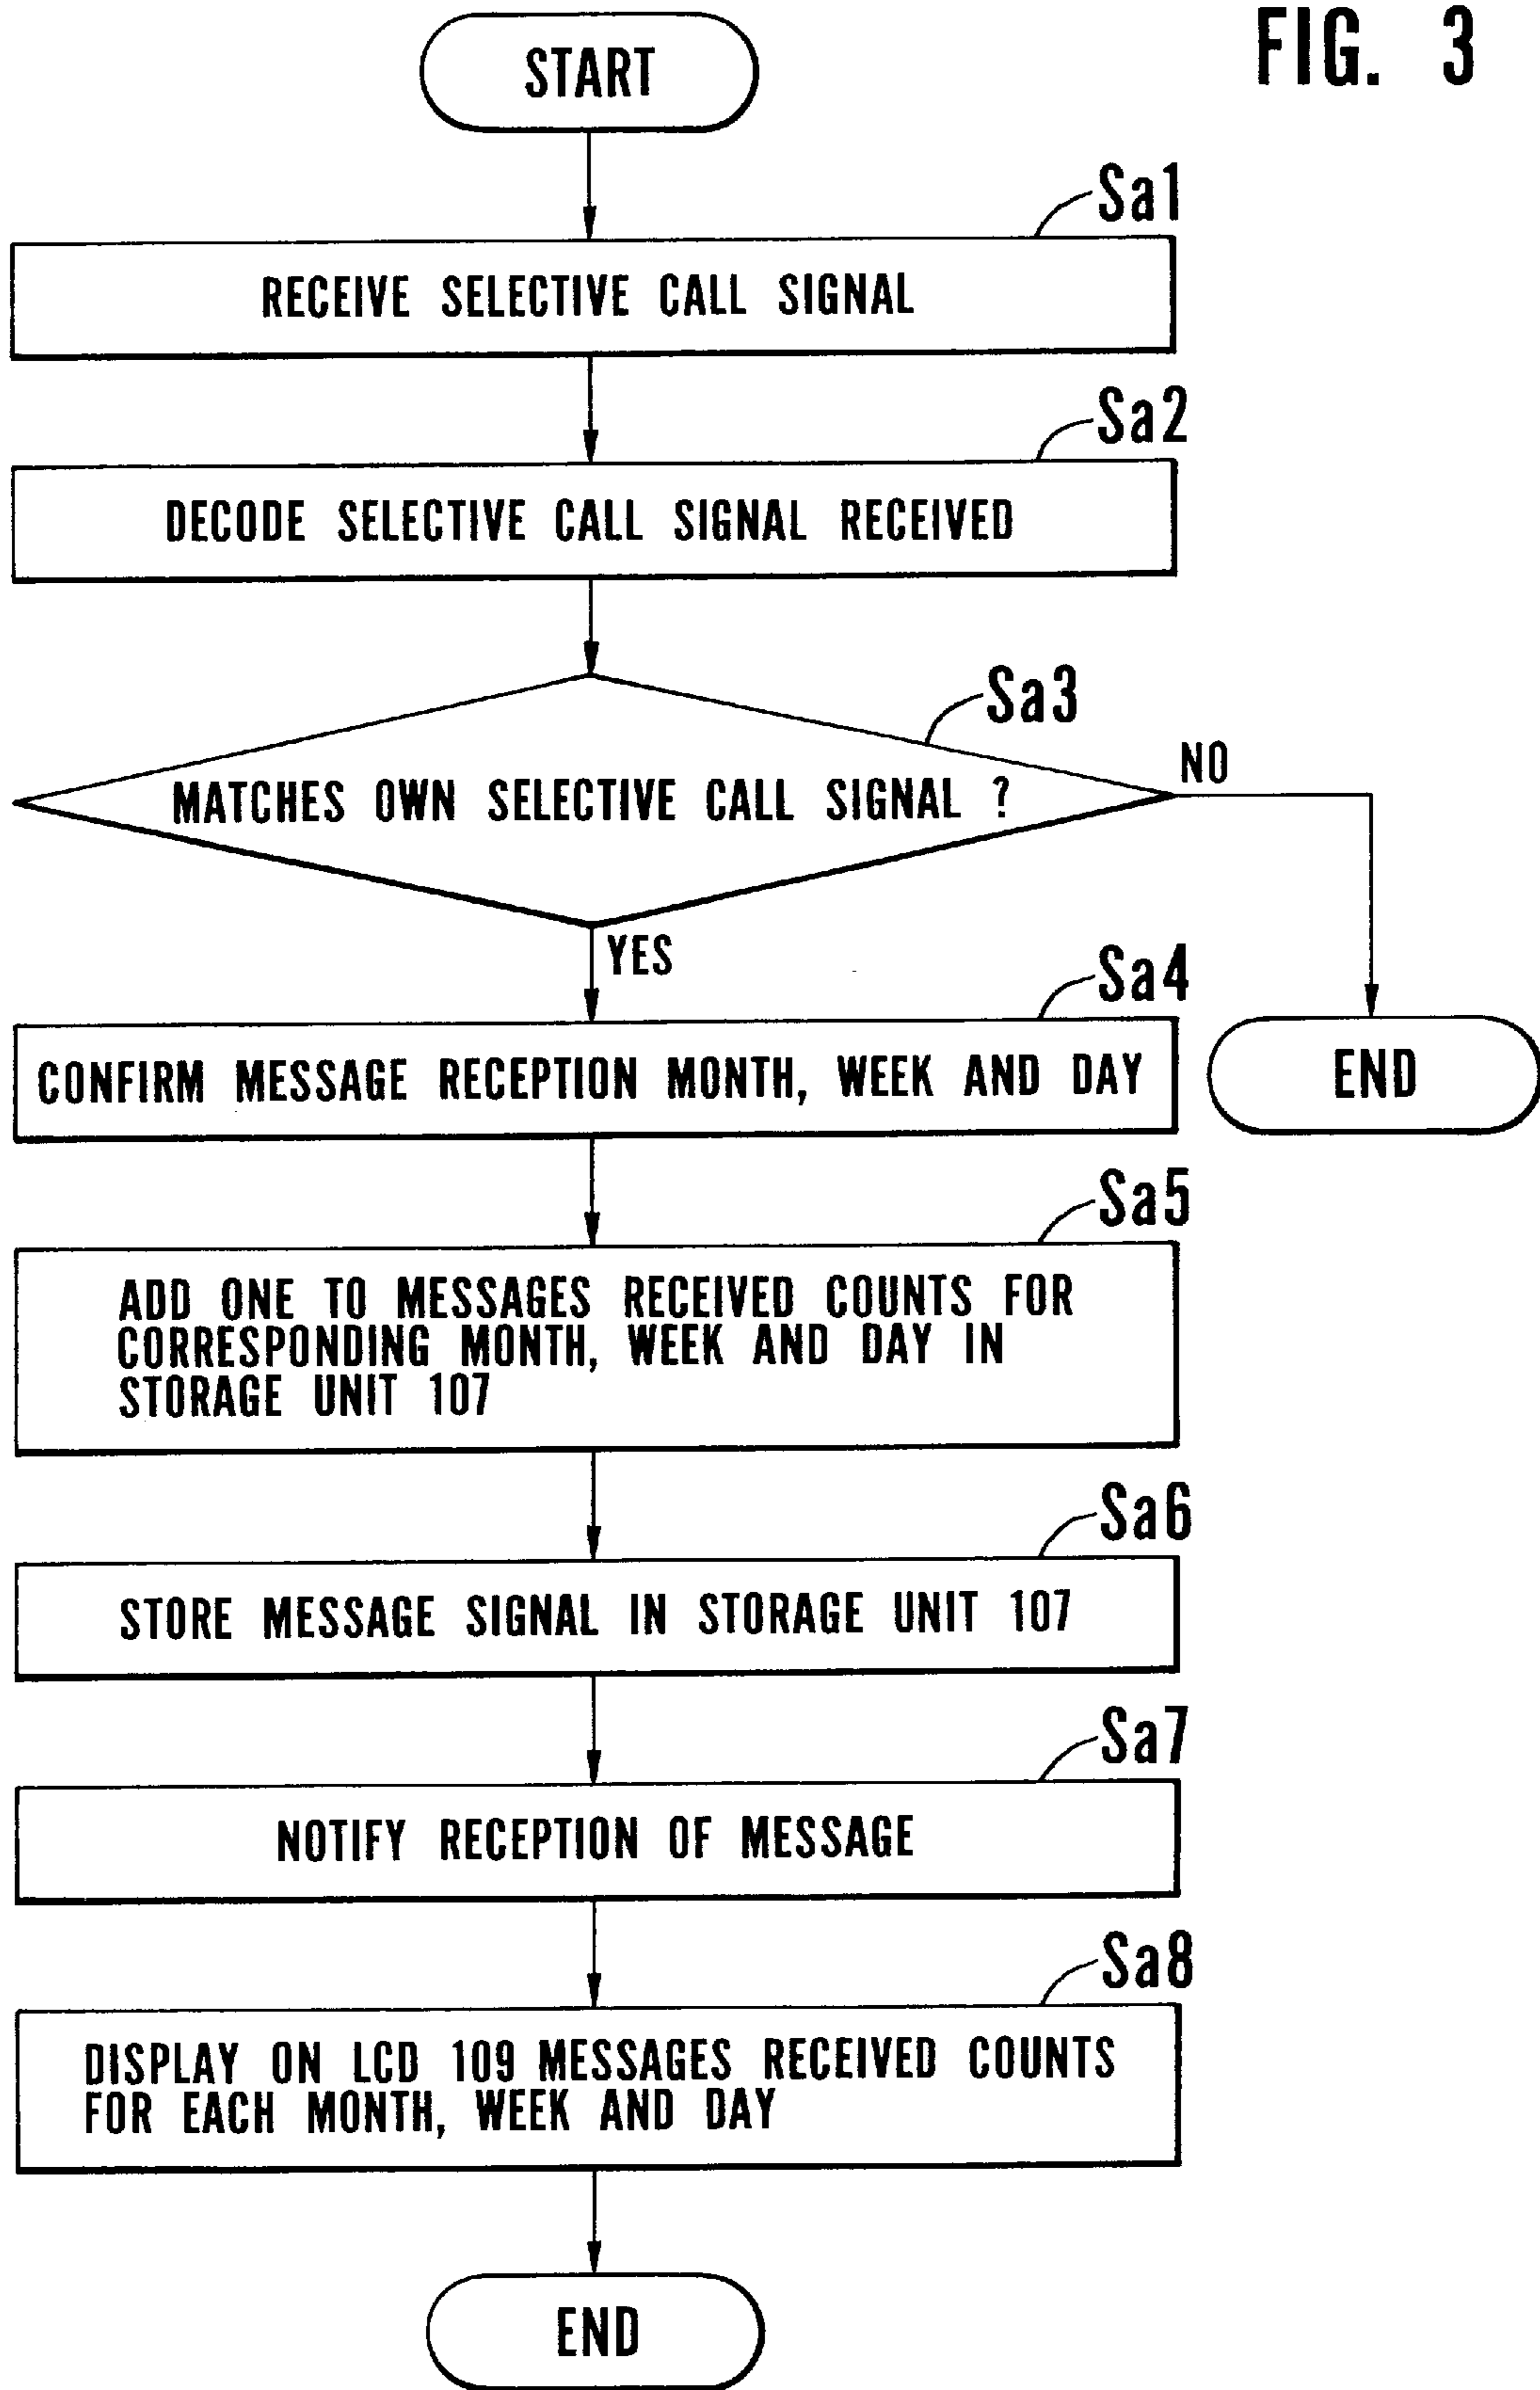 FIG. 3
START
Sa1
RECEIVE SELECTIVE CALL SIGNAL
Sa2
DECODE SELECTIVE CALL SIGNAL RECEIVED
Sa3
MATCHES OWN SELECTIVE CALL SIGNAL ?
NO
YES
Sa4
CONFIRM MESSAGE RECEPTION MONTH, WEEK AND DAY
END
Sa5
ADD ONE TO MESSAGES RECEIVED COUNTS FOR
CORRESPONDING MONTH, WEEK AND DAY IN
STORAGE UNIT 107
Sa6
STORE MESSAGE SIGNAL IN STORAGE UNIT 107
Sa7
NOTIFY RECEPTION OF MESSAGE
Sa8
DISPLAY ON LCD 109 MESSAGES RECEIVED COUNTS
FOR EACH MONTH, WEEK AND DAY
END